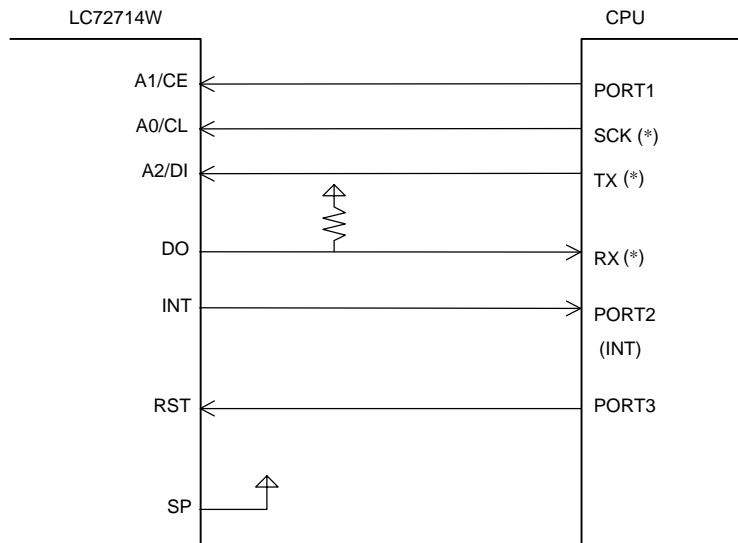 LC72714W CPU
A1/CE PORT1
A0/CL SCK (*)
A2/DI TX (*)
DO RX (*)
INT PORT2
(INT)
RST PORT3
SP